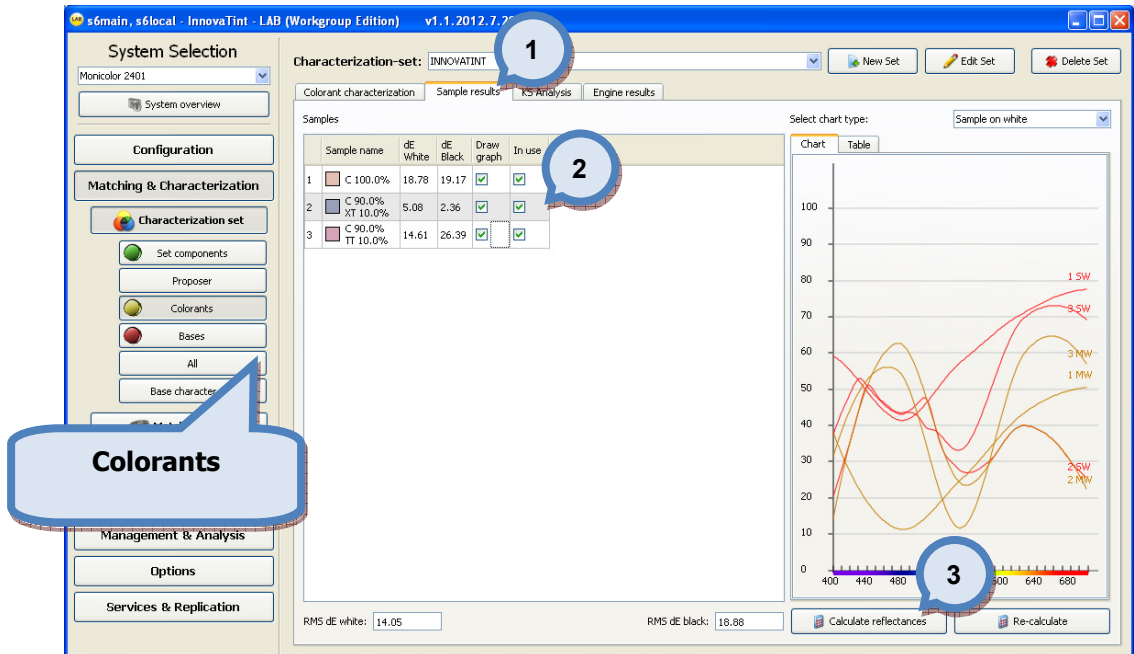 s6main, s6local - InnovaTint - LAB (Workgroup Edition) v1.1.2012.7.2
System Selection
Monicolor 2401
System overview
Configuration
Matching & Characterization
Characterization set
Set components
Proposer
Colorants
Bases
All
Base character
Colorants
Management & Analysis
Options
Services & Replication
Characterization-set: INNOVATINT
1
New Set
Edit Set
Delete Set
Colorant characterization Sample results KS Analysis Engine results
Samples
Sample name dE White dE Black Draw graph In use
1 C 100.0% 18.78 19.17
2 C 90.0% XT 10.0% 5.08 2.36
3 C 90.0% TT 10.0% 14.61 26.39
2
RMS dE white: 14.05
RMS dE black: 18.88
Select chart type: Sample on white
Chart Table
100
90
80
70
60
50
40
30
20
10
0
1 SW
3 SW
3 MW
1 MW
2 SW
2 MW
400 440 480 600 640 680
3
Calculate reflectances
Re-calculate